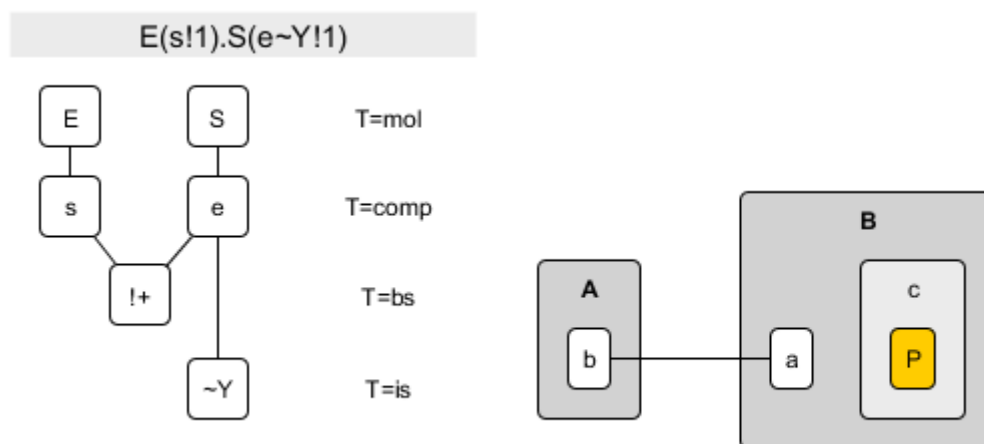 E(s!1).S(e~Y!1)
E S T=mol
s e T=comp
!+ T=bs
~Y T=is
B
A c
b a P